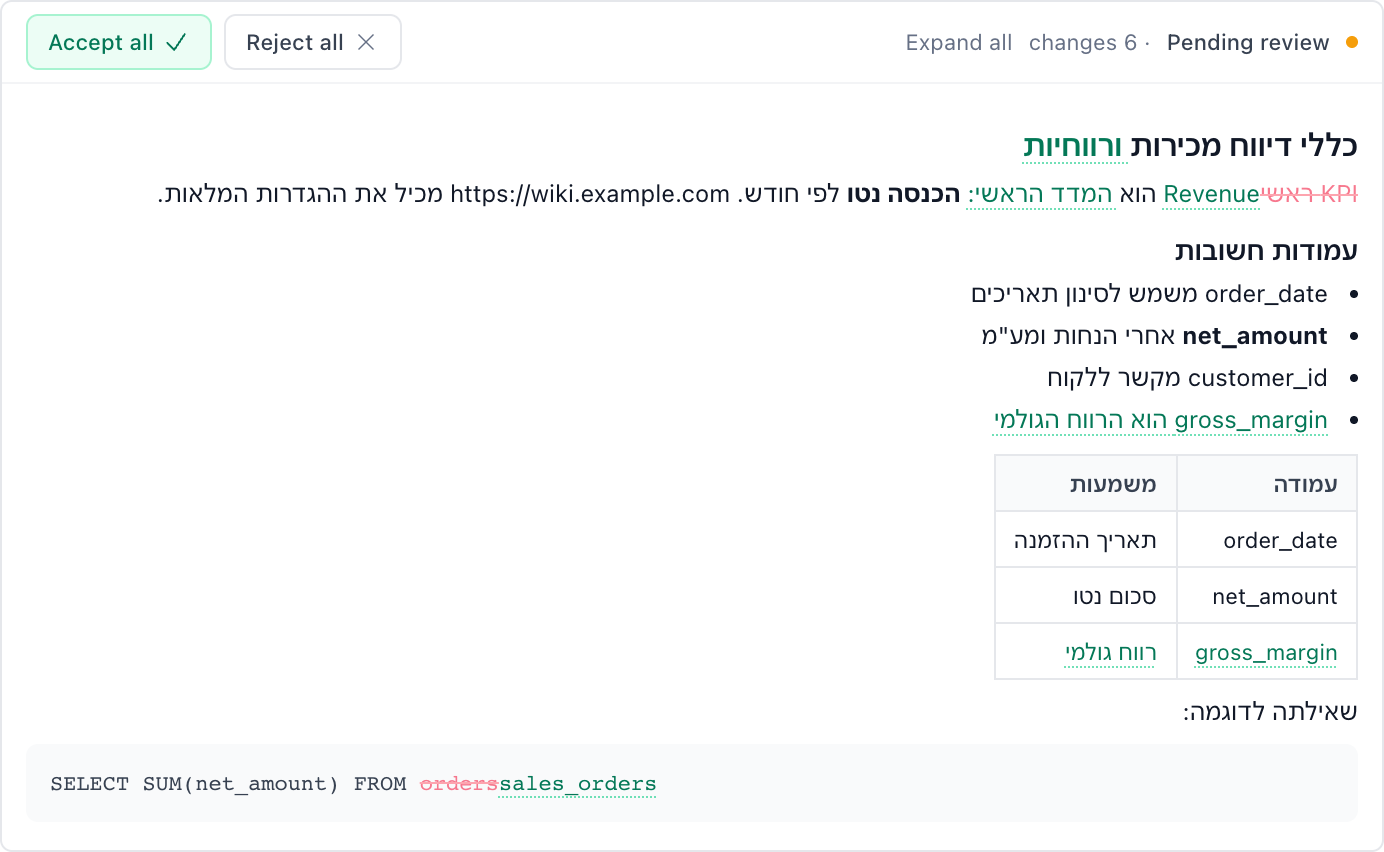 Accept all ✓ Reject all ✕ Expand all changes 6 · Pending review
כללי דיווח מכירות ורווחיות
KPI ראשי Revenue הוא המדד הראשי: הכנסה נטו לפי חודש. https://wiki.example.com מכיל את ההגדרות המלאות.
עמודות חשובות
• order_date משמש לסינון תאריכים
• net_amount אחרי הנחות ומע"מ
• customer_id מקשר ללקוח
• gross_margin הוא הרווח הגולמי
עמודה משמעות
order_date תאריך ההזמנה
net_amount סכום נטו
gross_margin רווח גולמי
שאילתה לדוגמה:
SELECT SUM(net_amount) FROM orderssales_orders